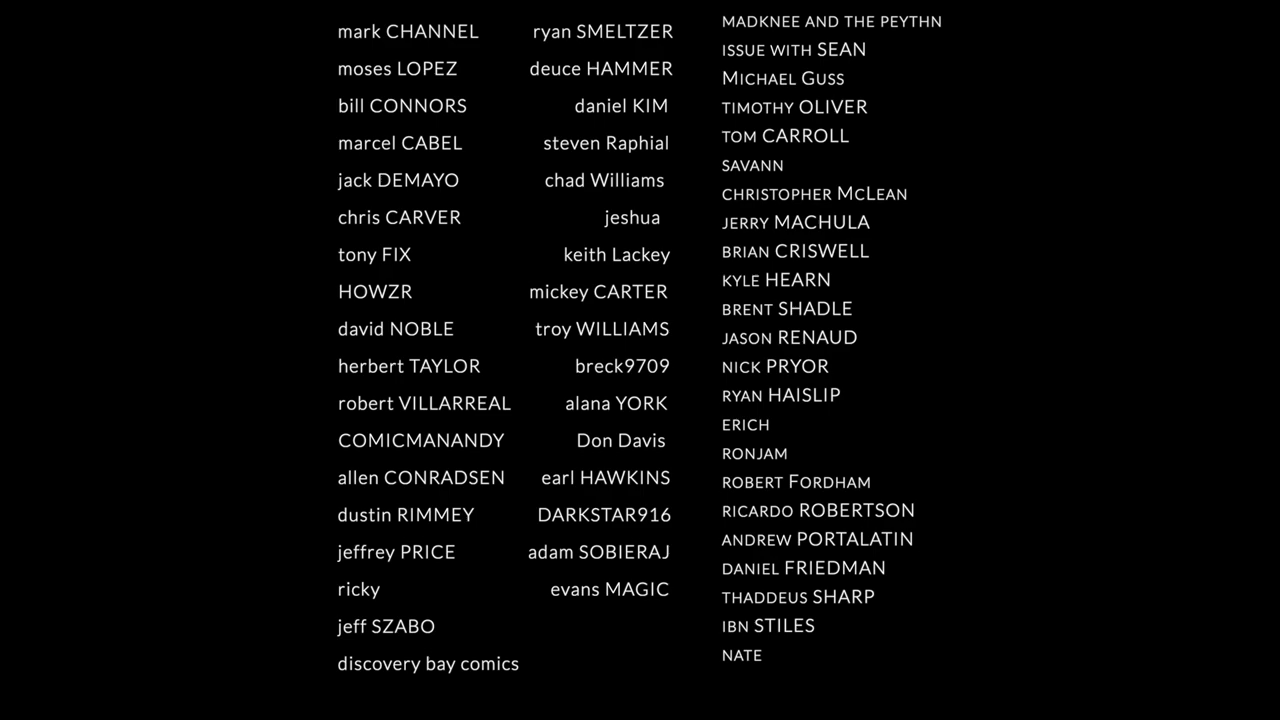 mark CHANNEL
moses LOPEZ
bill CONNORS
marcel CABEL
jack DEMAYO
chris CARVER
tony FIX
HOWZR
david NOBLE
herbert TAYLOR
robert VILLARREAL
COMICMANANDY
allen CONRADSEN
dustin RIMMEY
jeffrey PRICE
ricky
jeff SZABO
discovery bay comics
ryan SMELTZER
deuce HAMMER
daniel KIM
steven Raphial
chad Williams
jeshua
keith Lackey
mickey CARTER
troy WILLIAMS
breck9709
alana YORK
Don Davis
earl HAWKINS
DARKSTAR916
adam SOBIERAJ
evans MAGIC
MADKNEE AND THE PEYTHN
ISSUE WITH SEAN
MICHAEL GUSS
TIMOTHY OLIVER
TOM CARROLL
SAVANN
CHRISTOPHER MCLEAN
JERRY MACHULA
BRIAN CRISWELL
KYLE HEARN
BRENT SHADLE
JASON RENAUD
NICK PRYOR
RYAN HAISLIP
ERICH
RONJAM
ROBERT FORDHAM
RICARDO ROBERTSON
ANDREW PORTALATIN
DANIEL FRIEDMAN
THADDEUS SHARP
IBN STILES
NATE